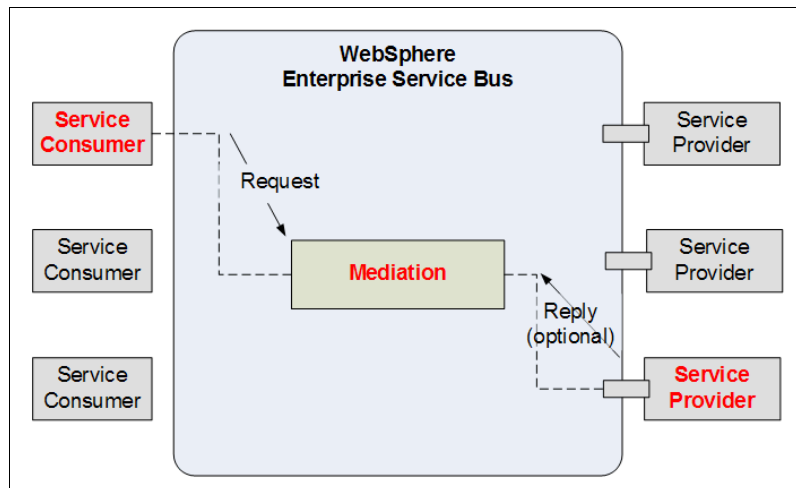 WebSphere
Enterprise Service Bus
Service
Consumer
Service
Provider
Request
Service
Consumer
Mediation
Service
Provider
Reply
(optional)
Service
Consumer
Service
Provider